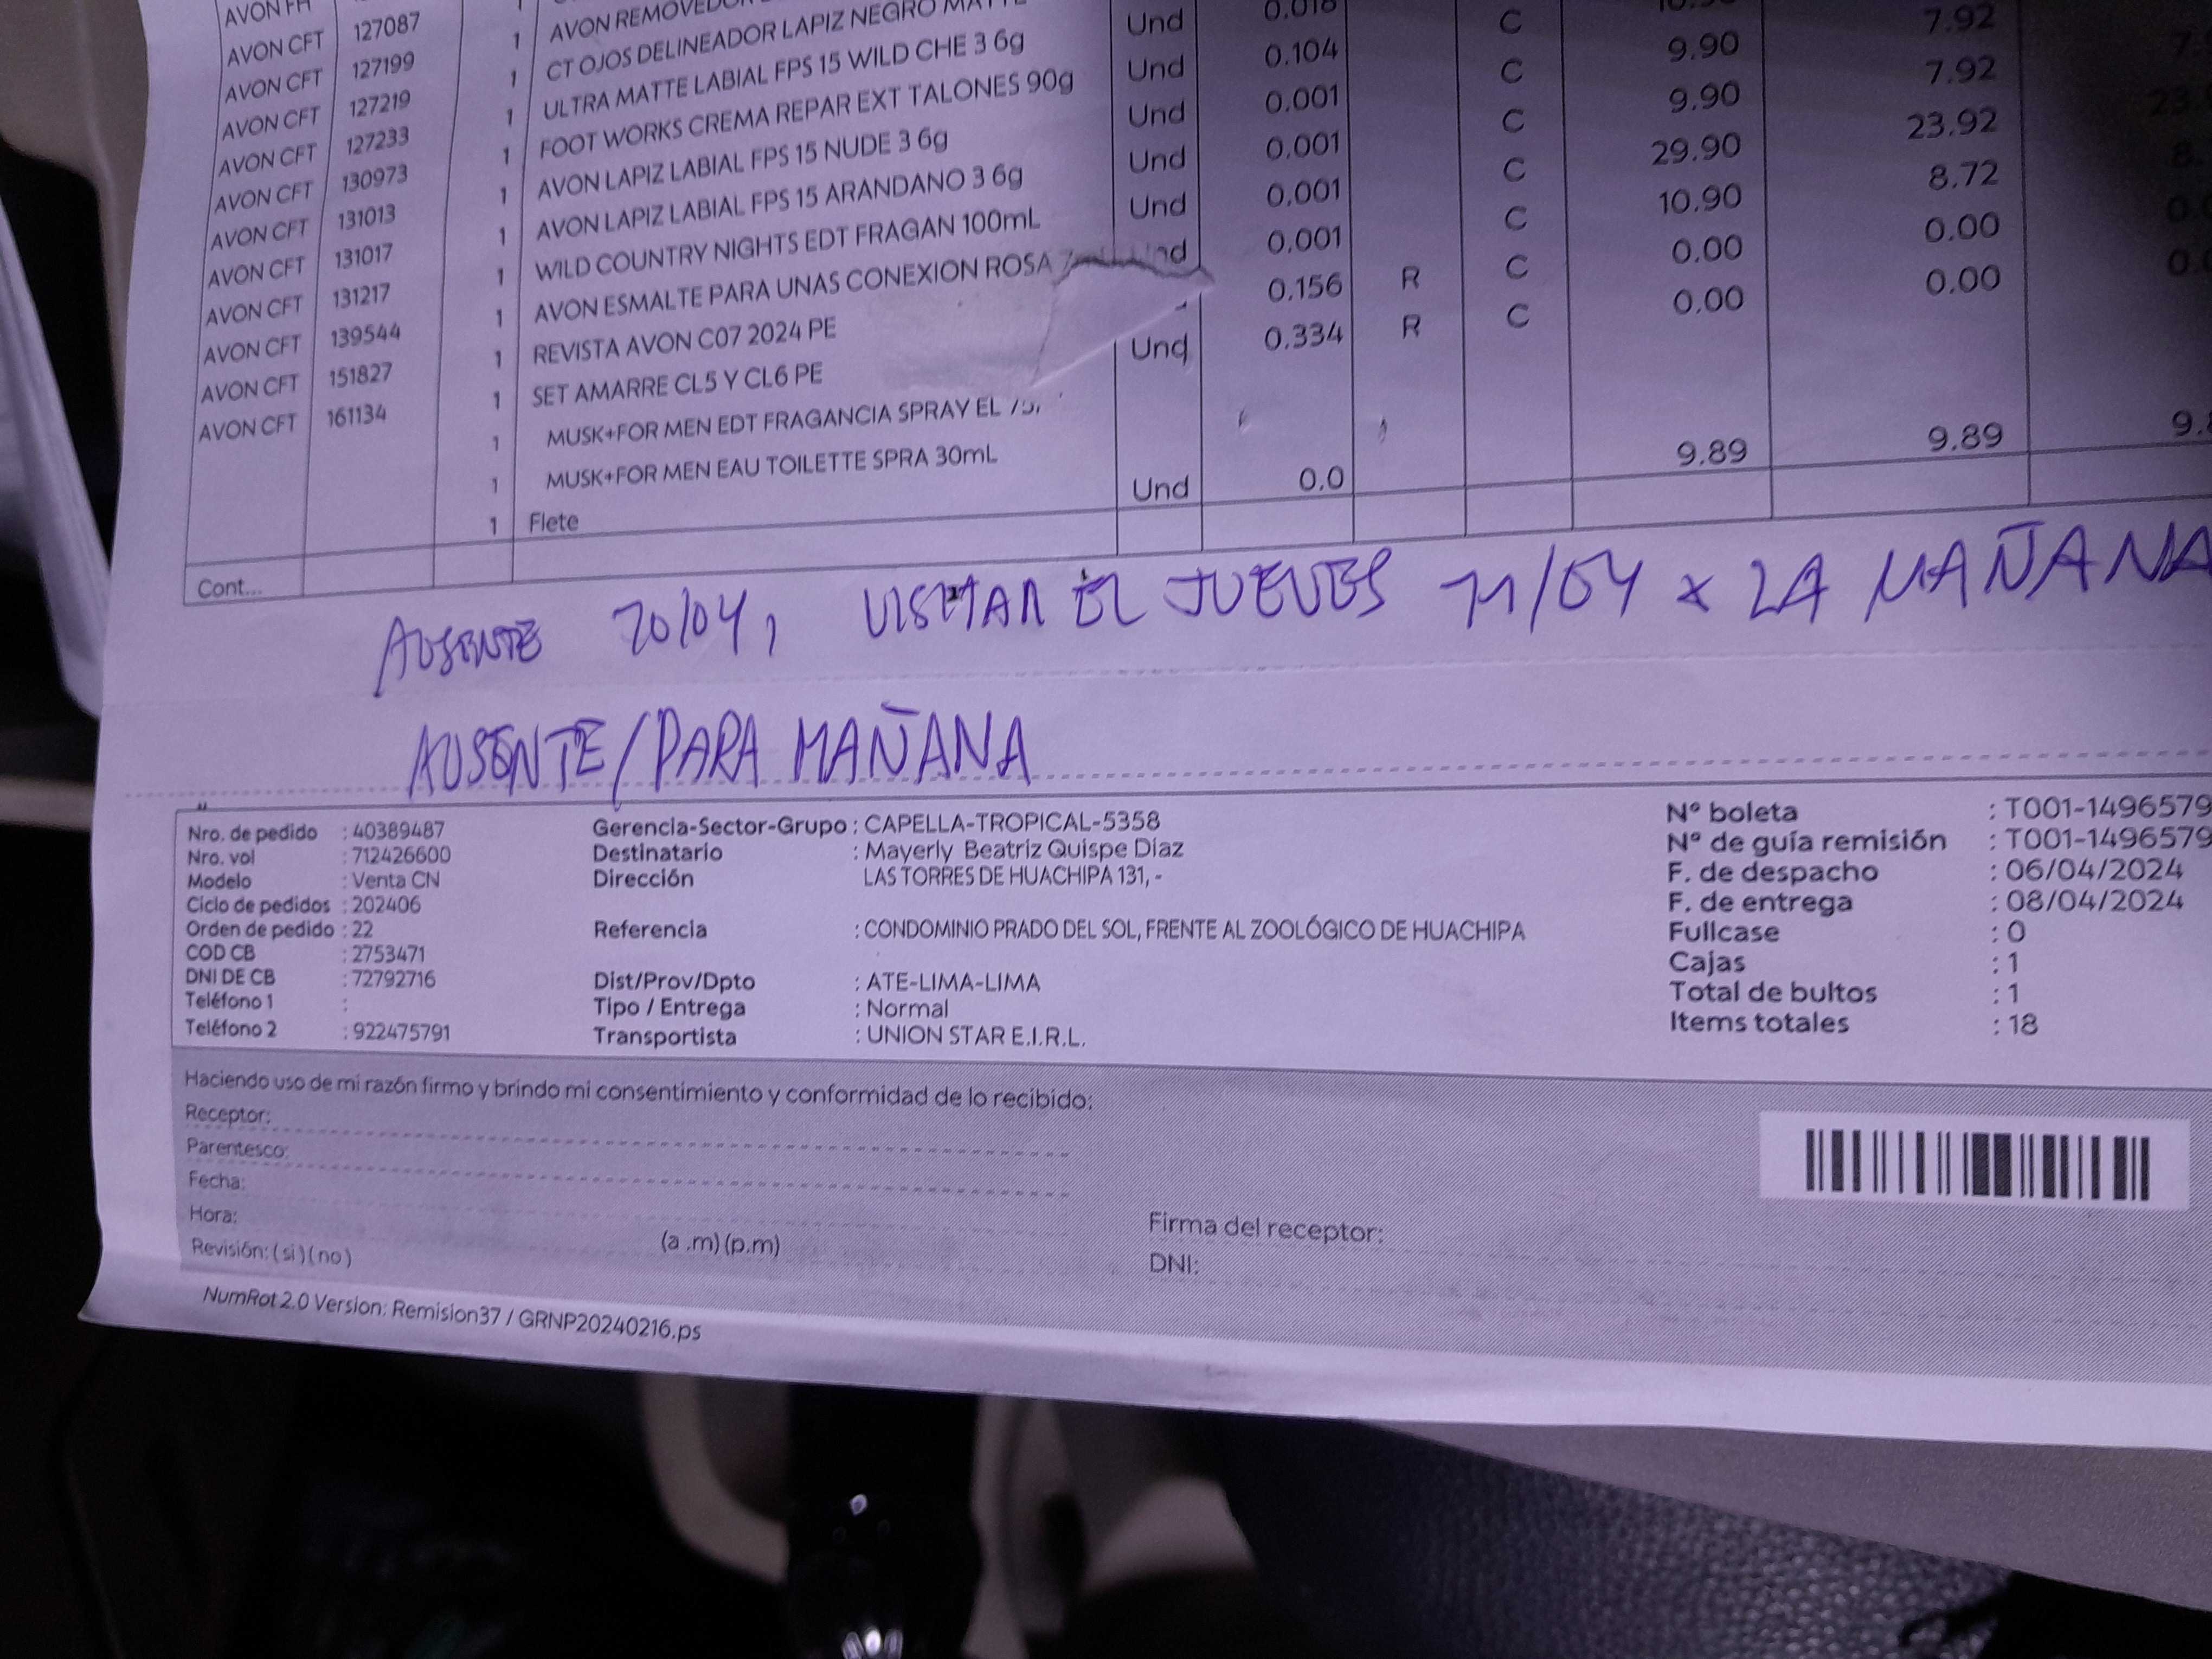 AVON FH
AVON CFT 127087 1 AVON REMOVEDOR
AVON CFT 127199 1 CT OJOS DELINEADOR LAPIZ NEGRO MATTE Und 0.018 C 7.92
AVON CFT 127219 1 ULTRA MATTE LABIAL FPS 15 WILD CHE 3 6g Und 0.104 C 9.90 7.92
AVON CFT 127233 1 FOOT WORKS CREMA REPAR EXT TALONES 90g Und 0.001 C 9.90 23.92
AVON CFT 130973 1 AVON LAPIZ LABIAL FPS 15 NUDE 3 6g Und 0.001 C 29.90 8.72
AVON CFT 131013 1 AVON LAPIZ LABIAL FPS 15 ARANDANO 3 6g Und 0.001 C 10.90 0.00
AVON CFT 131017 1 WILD COUNTRY NIGHTS EDT FRAGAN 100mL 0.001 C 0.00 0.00
AVON CFT 131217 1 AVON ESMALTE PARA UNAS CONEXION ROSA 0.156 R C 0.00
AVON CFT 139544 1 REVISTA AVON C07 2024 PE Und 0.334 R
AVON CFT 151827 1 SET AMARRE CL5 Y CL6 PE
AVON CFT 161134 1 MUSK+FOR MEN EDT FRAGANCIA SPRAY EL
1 MUSK+FOR MEN EAU TOILETTE SPRA 30mL
1 Flete Und 0.0 9.89 9.89
Cont...
AUSENTE 10/04, VISITAR EL JUEVES 11/04 x LA MAÑANA
AUSENTE/PARA MAÑANA
Nro. de pedido : 40389487 Gerencia-Sector-Grupo : CAPELLA-TROPICAL-5358 Nº boleta : T001-1496579
Nro. vol : 712426600 Destinatario : Mayerly Beatriz Quispe Diaz Nº de guía remisión : T001-1496579
Modelo : Venta CN Dirección LAS TORRES DE HUACHIPA 131, - F. de despacho : 06/04/2024
Ciclo de pedidos : 202406 F. de entrega : 08/04/2024
Orden de pedido : 22 Referencia : CONDOMINIO PRADO DEL SOL, FRENTE AL ZOOLÓGICO DE HUACHIPA Fullcase : 0
COD CB : 2753471 Cajas : 1
DNI DE CB : 72792716 Dist/Prov/Dpto : ATE-LIMA-LIMA Total de bultos : 1
Teléfono 1 : Tipo / Entrega : Normal Items totales : 18
Teléfono 2 : 922475791 Transportista : UNION STAR E.I.R.L.
Haciendo uso de mi razón firmo y brindo mi consentimiento y conformidad de lo recibido:
Receptor:
Parentesco:
Fecha:
Hora: (a .m) (p.m) Firma del receptor:
Revisión: ( si ) ( no ) DNI:
NumRot 2.0 Version: Remision37 / GRNP20240216.ps